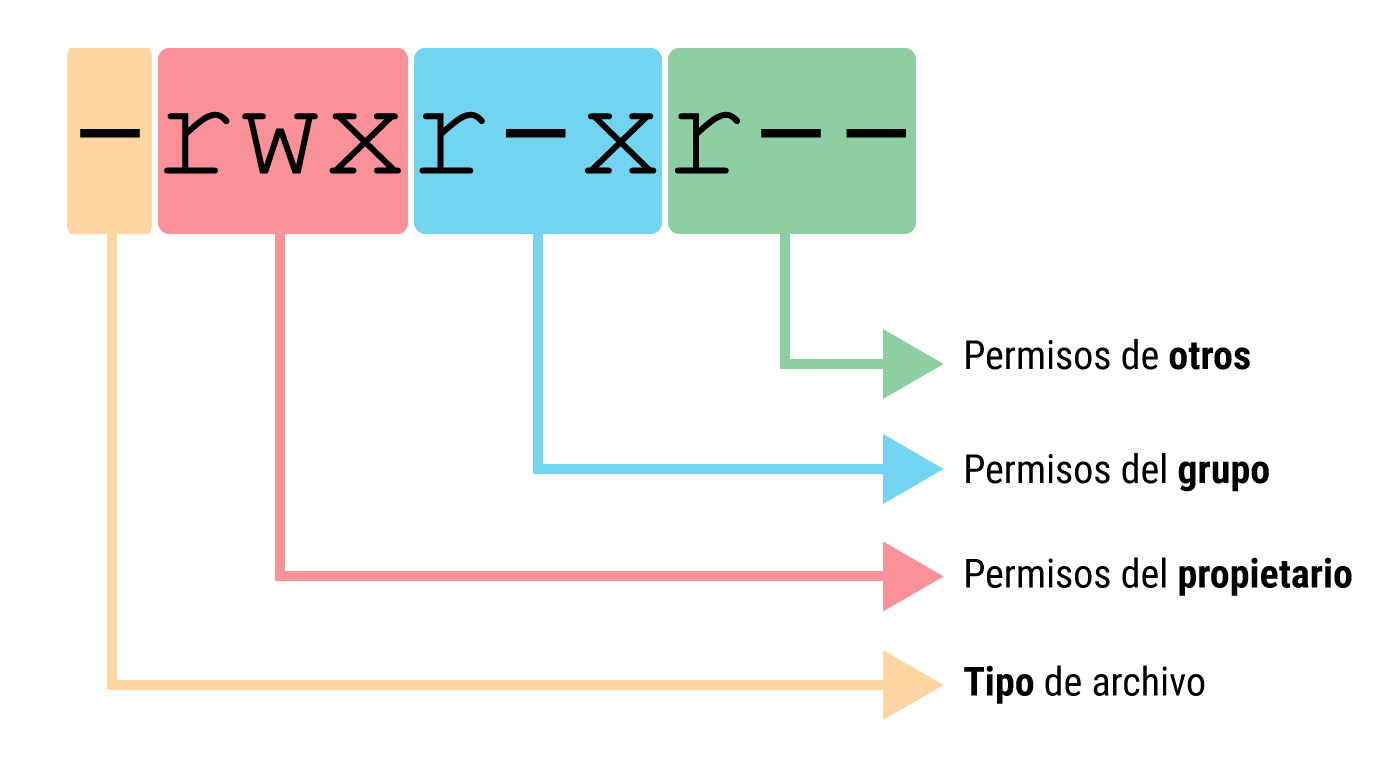 -rwxr-xr--
Permisos de otros
Permisos del grupo
Permisos del propietario
Tipo de archivo